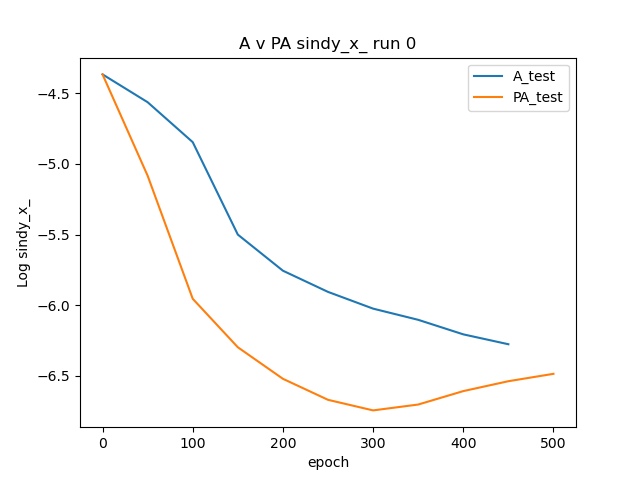 A v PA sindy_x_ run 0
A_test
PA_test
−4.5
−5.0
−5.5
−6.0
−6.5
Log sindy_x_
0 100 200 300 400 500
epoch